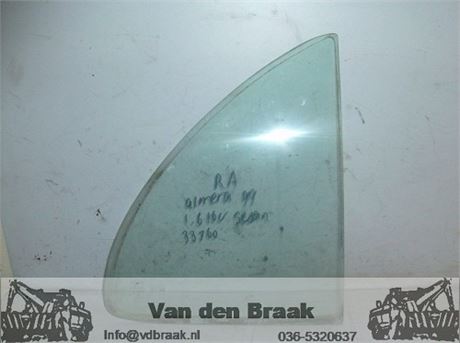 RA
almera 99
1.6 16v sedan
33760
Van den Braak
Info@vdbraak.nl
036-5320637